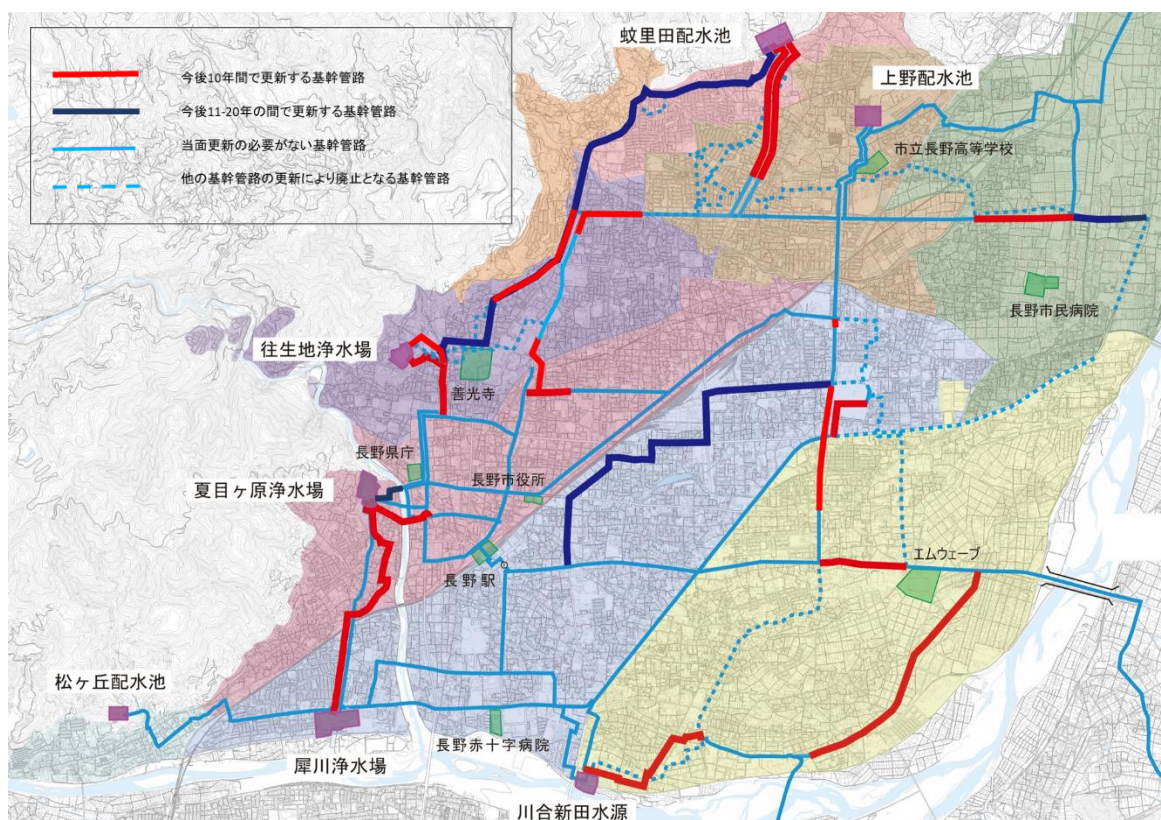 今後10年間で更新する基幹管路
今後11-20年の間で更新する基幹管路
当面更新の必要がない基幹管路
他の基幹管路の更新により廃止となる基幹管路
蚊里田配水池
上野配水池
市立長野高等学校
長野市民病院
往生地浄水場
善光寺
長野県庁
夏目ヶ原浄水場
長野市役所
長野駅
エムウェーブ
松ヶ丘配水池
長野赤十字病院
犀川浄水場
川合新田水源